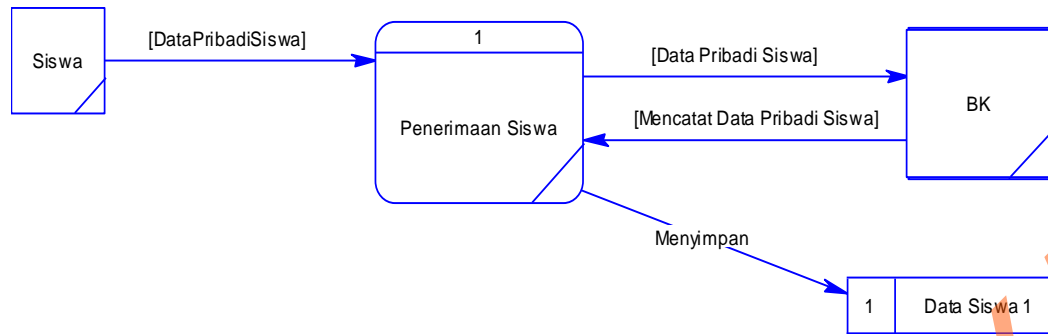 Siswa
[DataPribadiSiswa]
1
Penerimaan Siswa
[Data Pribadi Siswa]
[Mencatat Data Pribadi Siswa]
BK
Menyimpan
1
Data Siswa 1